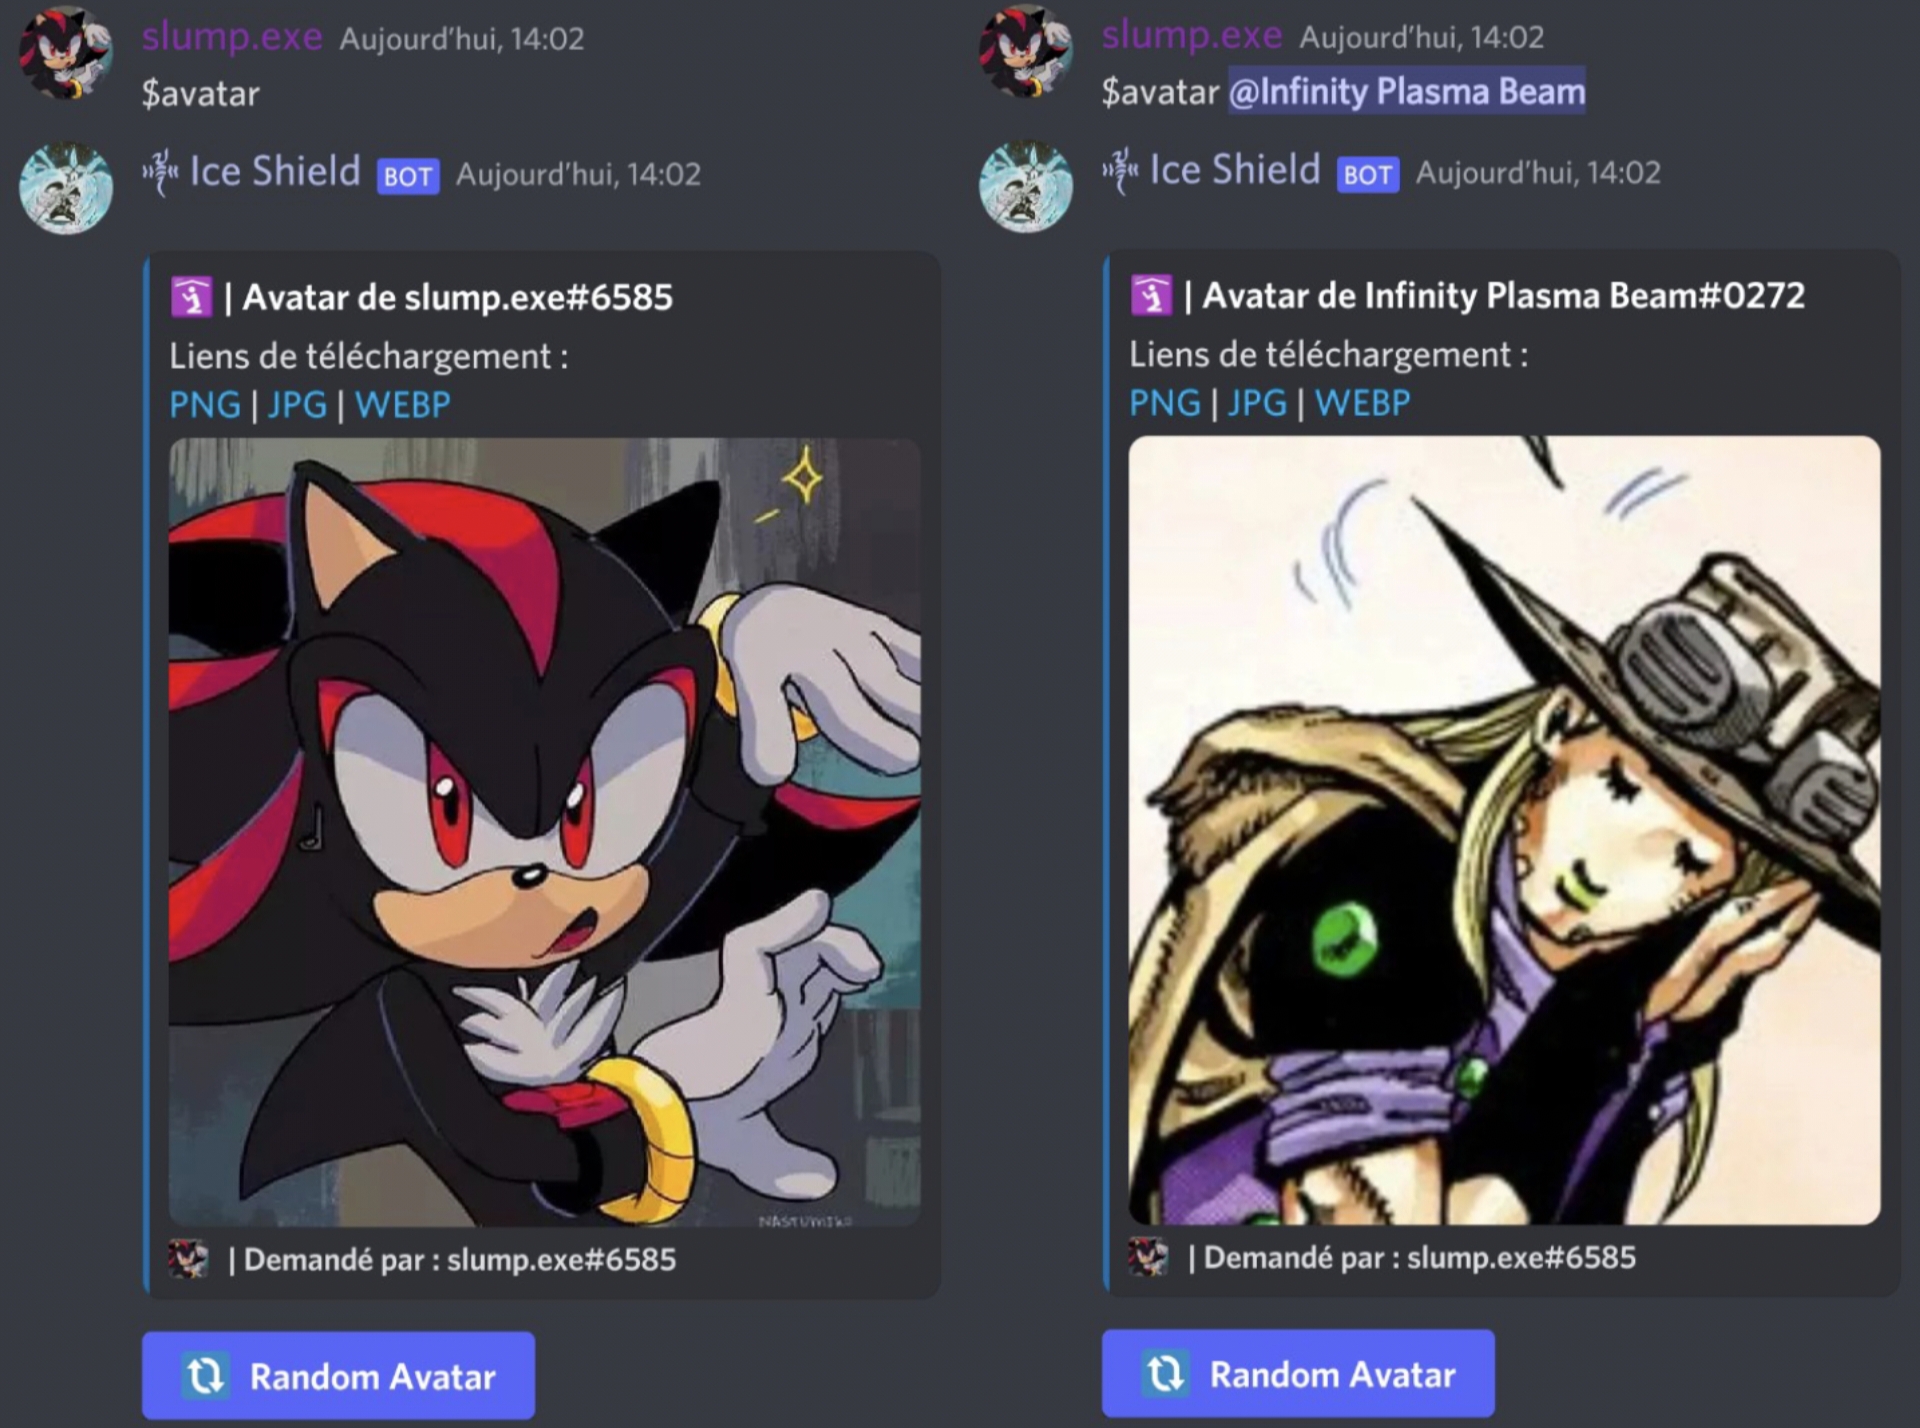 slump.exe Aujourd'hui, 14:02
$avatar
Ice Shield BOT Aujourd'hui, 14:02
| Avatar de slump.exe#6585
Liens de téléchargement :
PNG | JPG | WEBP
NASTUMIKO
| Demandé par : slump.exe#6585
Random Avatar
slump.exe Aujourd'hui, 14:02
$avatar @Infinity Plasma Beam
Ice Shield BOT Aujourd'hui, 14:02
| Avatar de Infinity Plasma Beam#0272
Liens de téléchargement :
PNG | JPG | WEBP
| Demandé par : slump.exe#6585
Random Avatar